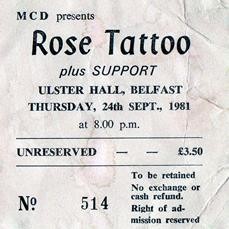 MCD presents
Rose Tattoo
plus SUPPORT
ULSTER HALL, BELFAST
THURSDAY, 24th SEPT., 1981
at 8.00 p.m.
UNRESERVED — — £3.50
To be retained
No exchange or
cash refund.
Right of ad-
mission reserved
No. 514